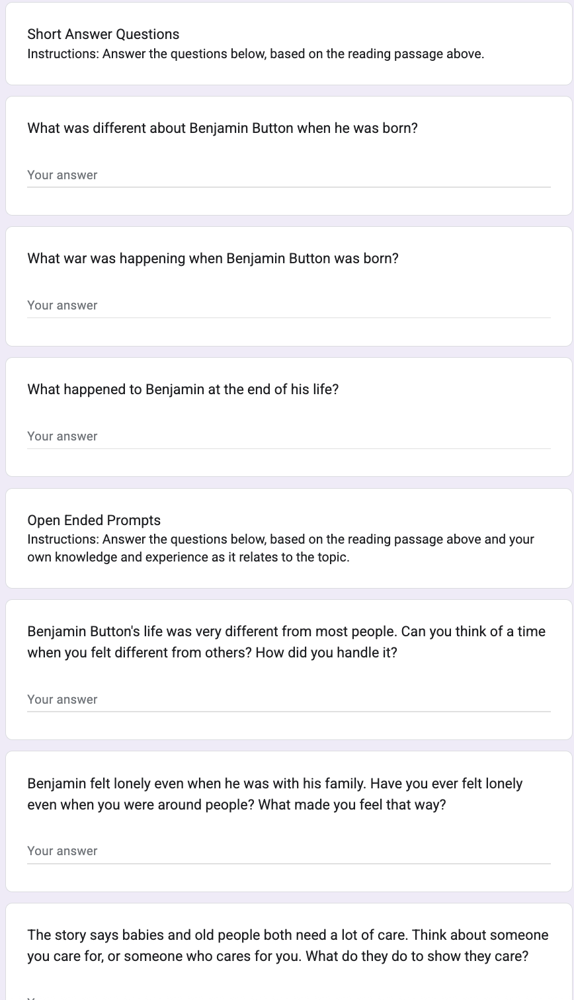 Short Answer Questions
Instructions: Answer the questions below, based on the reading passage above.
What was different about Benjamin Button when he was born?
Your answer
What war was happening when Benjamin Button was born?
Your answer
What happened to Benjamin at the end of his life?
Your answer
Open Ended Prompts
Instructions: Answer the questions below, based on the reading passage above and your
own knowledge and experience as it relates to the topic.
Benjamin Button's life was very different from most people. Can you think of a time
when you felt different from others? How did you handle it?
Your answer
Benjamin felt lonely even when he was with his family. Have you ever felt lonely
even when you were around people? What made you feel that way?
Your answer
The story says babies and old people both need a lot of care. Think about someone
you care for, or someone who cares for you. What do they do to show they care?